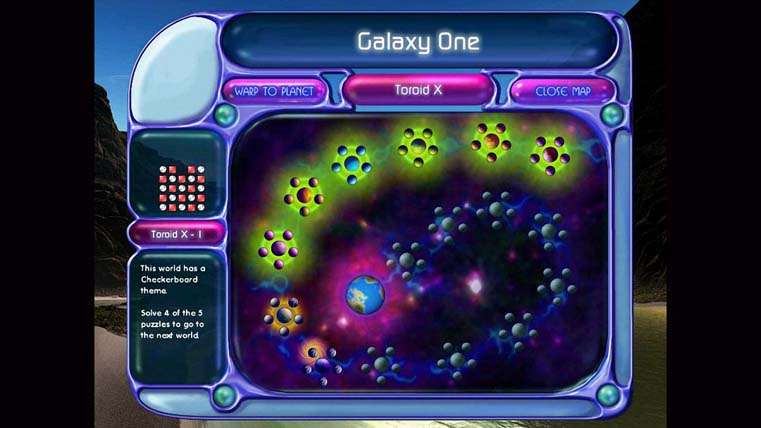 Galaxy One
WARP TO PLANET
Toroid X
CLOSE MAP
Toroid X - 1
This world has a
Checkerboard
theme.
Solve 4 of the 5
puzzles to go to
the next world.